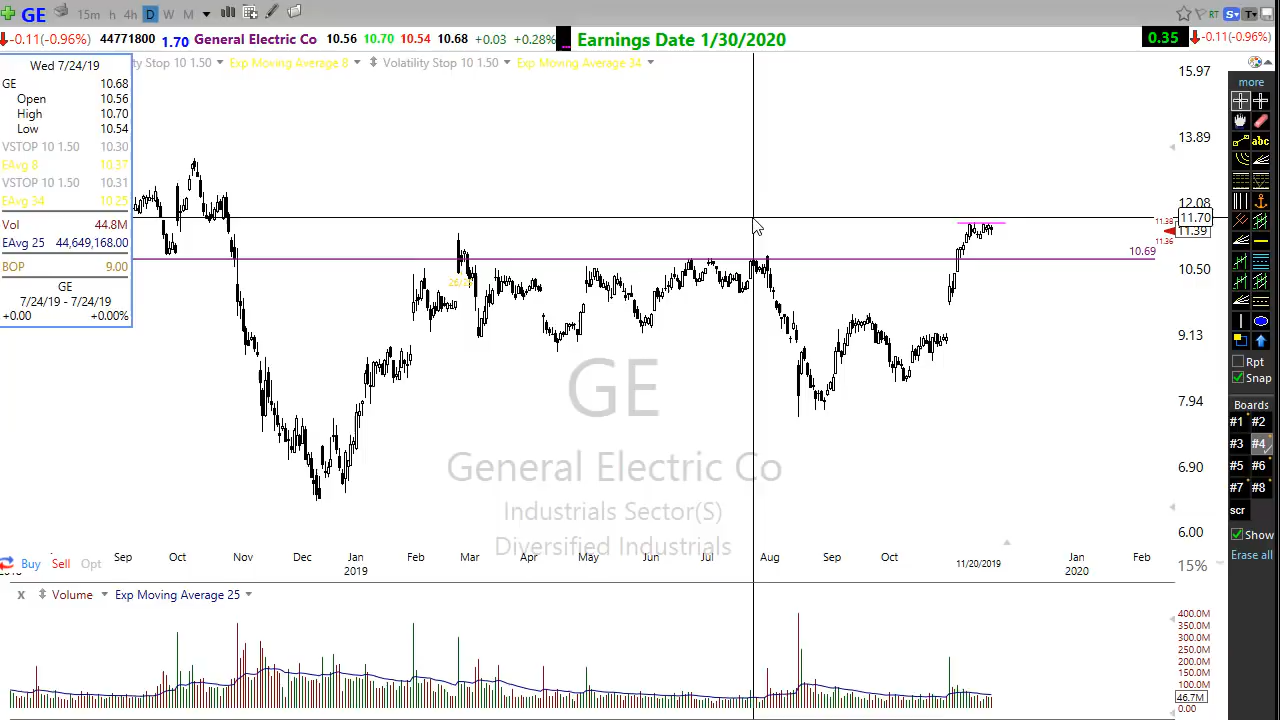 GE 15m h 4h D W M RT S T
-0.11(-0.96%) 44771800 1.70 General Electric Co 10.56 10.70 10.54 10.68 +0.03 +0.28% Earnings Date 1/30/2020 0.35 -0.11(-0.96%)
ty Stop 10 1.50 Exp Moving Average 8 Volatility Stop 10 1.50 Exp Moving Average 34
Wed 7/24/19
GE 10.68
Open 10.56
High 10.70
Low 10.54
VSTOP 10 1.50 10.30
EAvg 8 10.37
VSTOP 10 1.50 10.31
EAvg 34 10.25
Vol 44.8M
EAvg 25 44,649,168.00
BOP 9.00
GE
7/24/19 - 7/24/19
+0.00 +0.00%
15.97
13.89
12.08
11.70
11.38
11.39
11.36
10.69
10.50
9.13
7.94
6.90
6.00
15%
GE
General Electric Co
Industrials Sector(S)
Diversified Industrials
Sep Oct Nov Dec Jan Feb Mar Apr May Jun Jul Aug Sep Oct 11/20/2019 Jan Feb
2019 2020
Buy Sell Opt
x Volume Exp Moving Average 25
400.0M
350.0M
300.0M
250.0M
200.0M
150.0M
100.0M
46.7M
0.00
more
abc
Rpt
Snap
Boards
#1 #2
#3 #4
#5 #6
#7 #8
scr
Show
Erase all